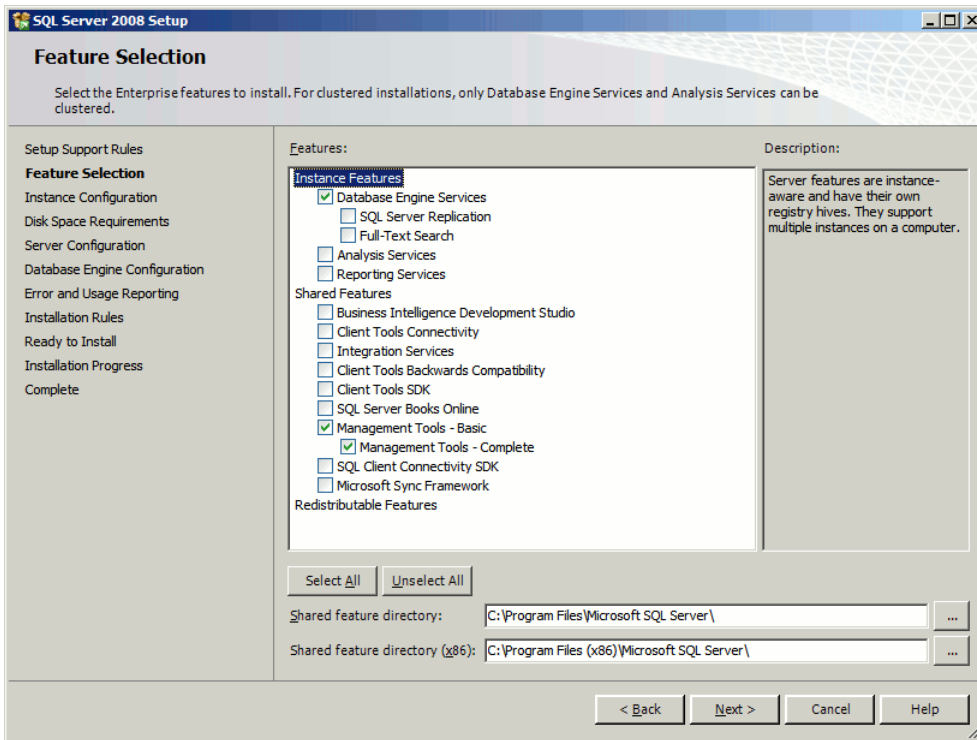 SQL Server 2008 Setup
Feature Selection
Select the Enterprise features to install. For clustered installations, only Database Engine Services and Analysis Services can be
clustered.
Setup Support Rules
Feature Selection
Instance Configuration
Disk Space Requirements
Server Configuration
Database Engine Configuration
Error and Usage Reporting
Installation Rules
Ready to Install
Installation Progress
Complete
Features:
Instance Features
Database Engine Services
SQL Server Replication
Full-Text Search
Analysis Services
Reporting Services
Shared Features
Business Intelligence Development Studio
Client Tools Connectivity
Integration Services
Client Tools Backwards Compatibility
Client Tools SDK
SQL Server Books Online
Management Tools - Basic
Management Tools - Complete
SQL Client Connectivity SDK
Microsoft Sync Framework
Redistributable Features
Description:
Server features are instance-
aware and have their own
registry hives. They support
multiple instances on a computer.
Select All
Unselect All
Shared feature directory:
C:\Program Files\Microsoft SQL Server\
...
Shared feature directory (x86):
C:\Program Files (x86)\Microsoft SQL Server\
...
< Back
Next >
Cancel
Help